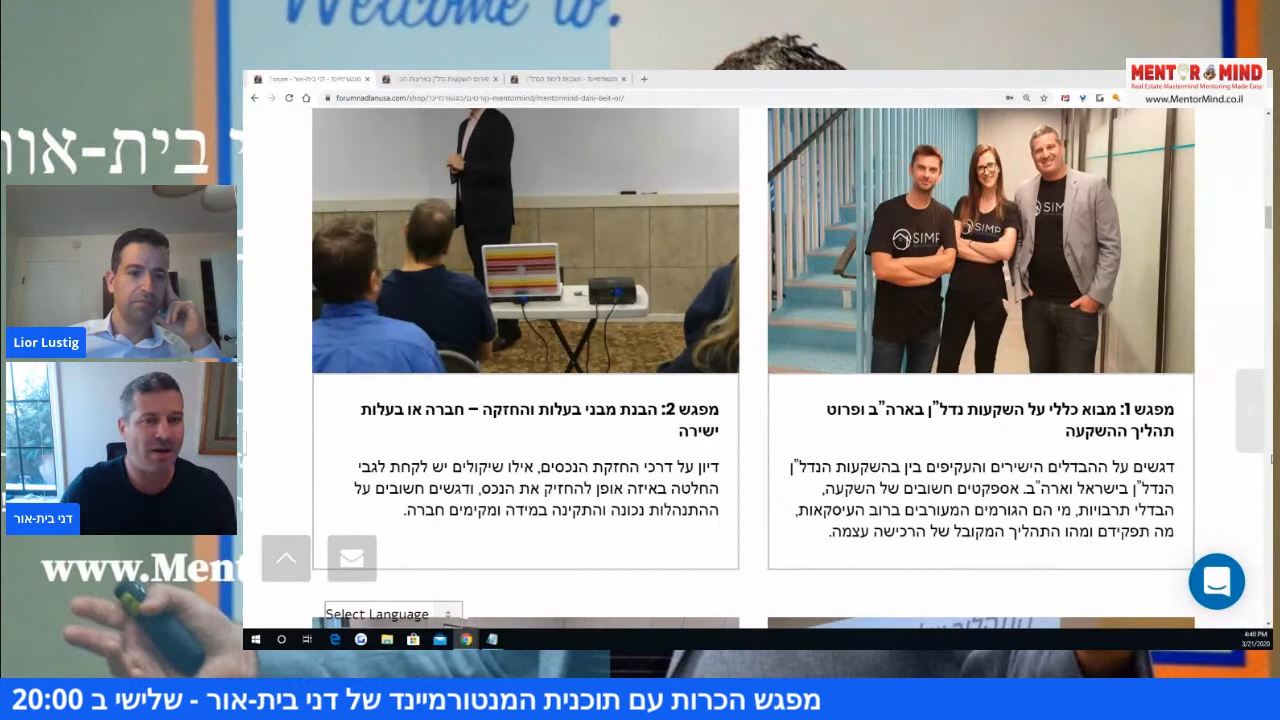 Welcome to.
MENTORMIND
Real Estate Mastermind Mentoring Made Easy
www.MentorMind.co.il
בית-אור
Lior Lustig
דני בית-אור
www.Ment
SIMP
SIMP
SIM
מפגש 1: מבוא כללי על השקעות נדל"ן בארה"ב ופרוט
תהליך ההשקעה
דגשים על ההבדלים הישירים והעקיפים בין בהשקעות הנדל"ן
הנדל"ן בישראל וארה"ב. אספקטים חשובים של השקעה,
הבדלי תרבויות, מי הם הגורמים המעורבים ברוב העיסקאות,
מה תפקידם ומהו התהליך המקובל של הרכישה עצמה.
מפגש 2: הבנת מבני בעלות והחזקה – חברה או בעלות
ישירה
דיון על דרכי החזקת הנכסים, אילו שיקולים יש לקחת לגבי
החלטה באיזה אופן להחזיק את הנכס, ודגשים חשובים על
ההתנהלות נכונה והתקינה במידה ומקימים חברה.
Select Language
4:40 PM
3/21/2020
מפגש הכרות עם תוכנית המנטורמיינד של דני בית-אור - שלישי ב 20:00